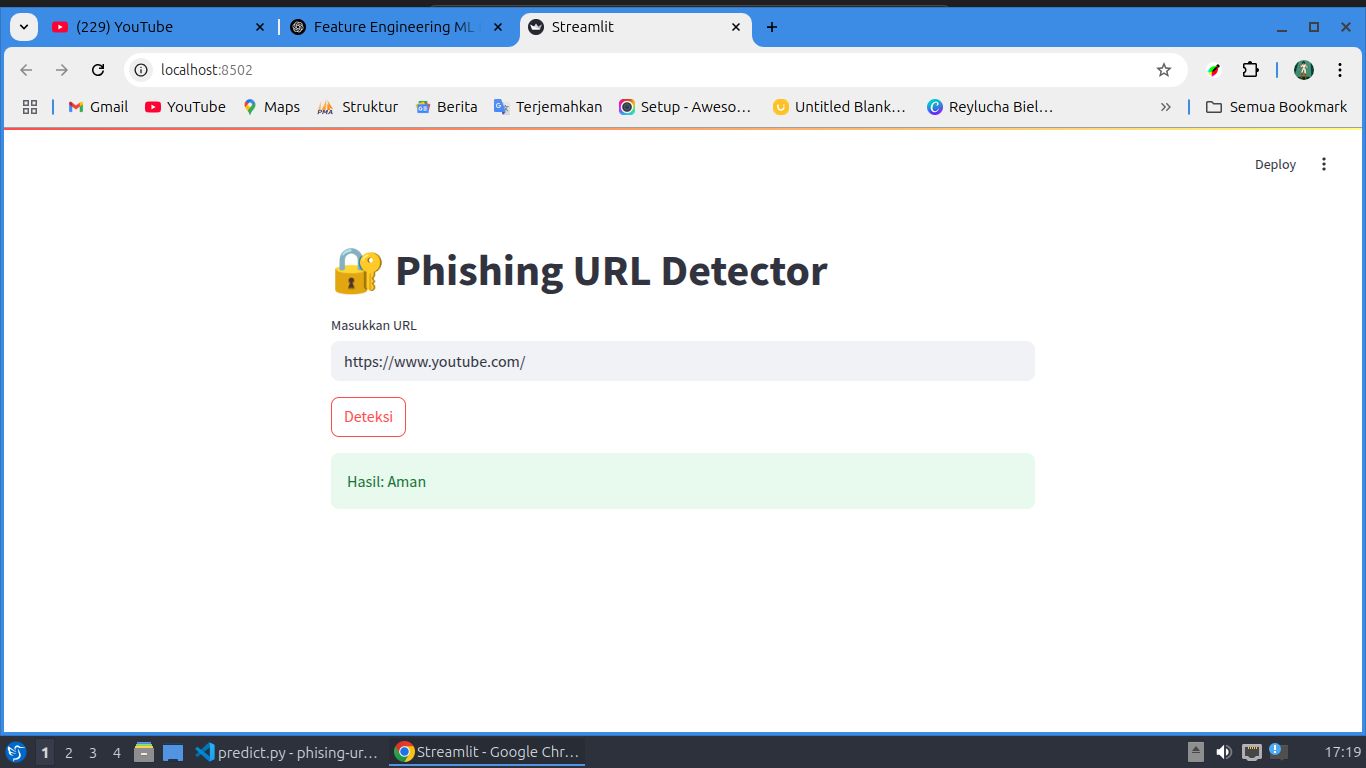 (229) YouTube
Feature Engineering ML
Streamlit
localhost:8502
Gmail
YouTube
Maps
PMA
Struktur
Berita
Terjemahkan
Setup - Aweso...
Untitled Blank...
Reylucha Biel...
»
Semua Bookmark
Deploy
Phishing URL Detector
Masukkan URL
https://www.youtube.com/
Deteksi
Hasil: Aman
1 2 3 4
predict.py - phising-ur...
Streamlit - Google Chr...
17:19